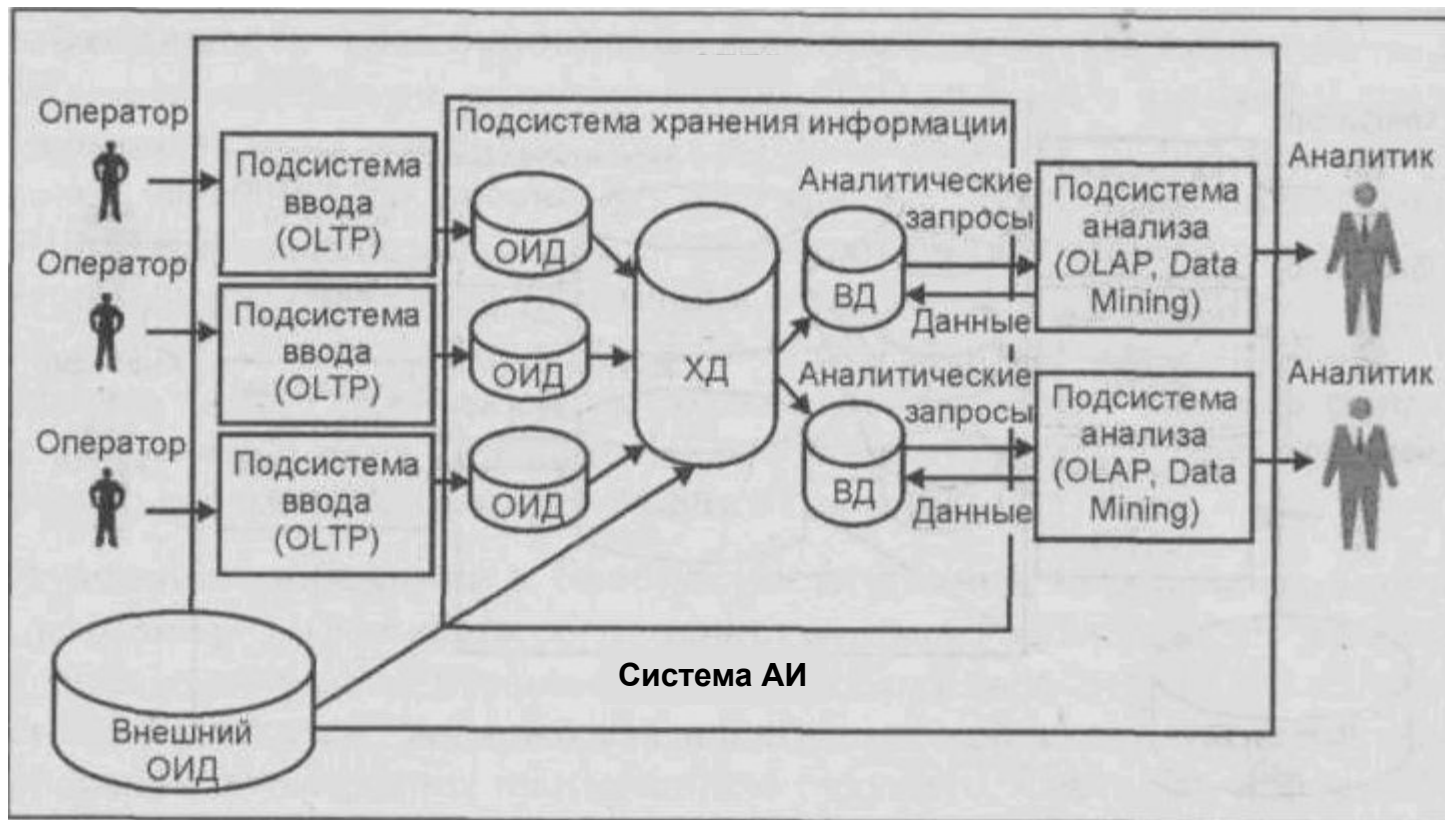 Подсистема хранения информации
Оператор
Подсистема
ввода
(OLTP)
ОИД
Оператор
Подсистема
ввода
(OLTP)
ОИД
Оператор
Подсистема
ввода
(OLTP)
ОИД
ХД
Аналитические
запросы
ВД
Данные
Подсистема
анализа
(OLAP, Data
Mining)
Аналитик
Аналитические
запросы
ВД
Данные
Подсистема
анализа
(OLAP, Data
Mining)
Аналитик
Система АИ
Внешний
ОИД